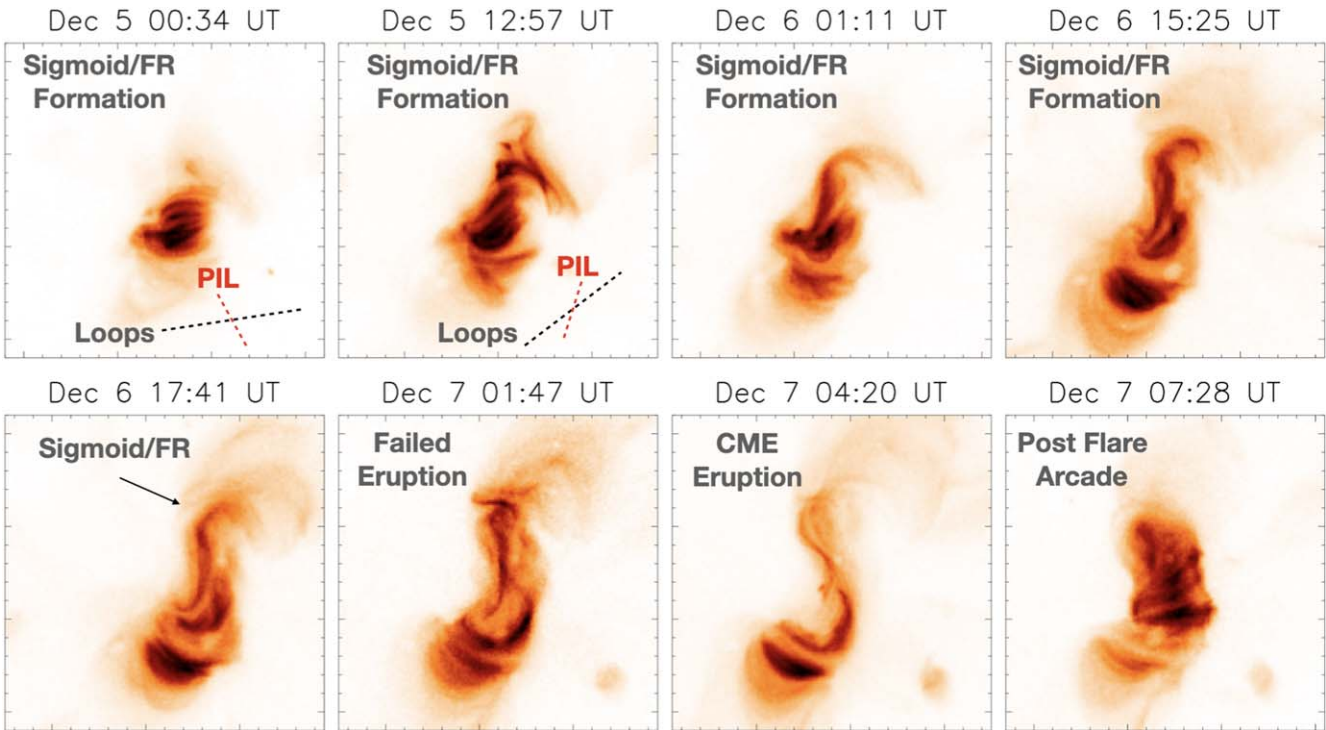 Dec 5 00:34 UT
Dec 5 12:57 UT
Dec 6 01:11 UT
Dec 6 15:25 UT
Sigmoid/FR
Formation
Sigmoid/FR
Formation
Sigmoid/FR
Formation
Sigmoid/FR
Formation
PIL
Loops
PIL
Loops
Dec 6 17:41 UT
Dec 7 01:47 UT
Dec 7 04:20 UT
Dec 7 07:28 UT
Sigmoid/FR
Failed
Eruption
CME
Eruption
Post Flare
Arcade